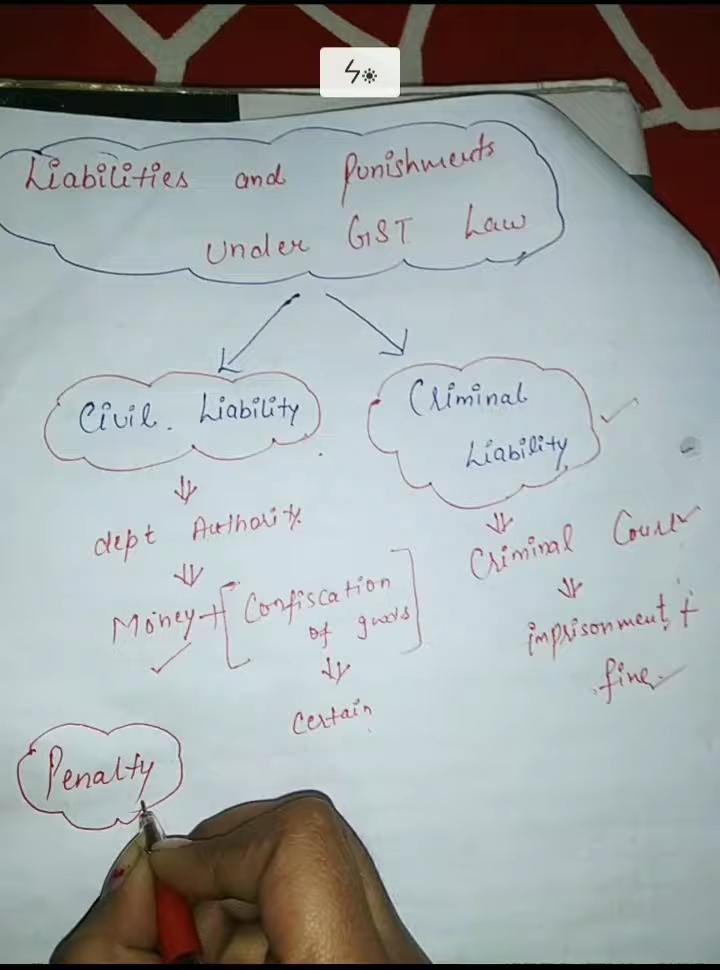 Liabilities and Punishments
under GST Law
Civil. Liability
Criminal
Liability
dept Authority
Criminal Court
Money + [Confiscation
of goods]
imprisonment +
fine
Certain
Penalty